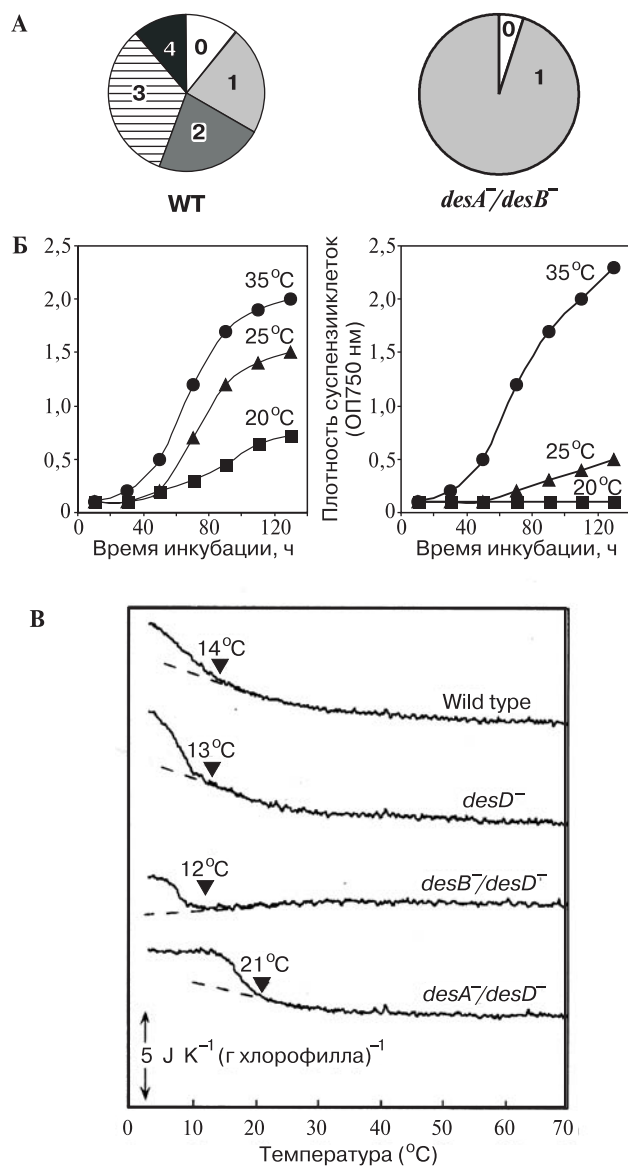 А
4
0
1
2
3
WT
0
1
desA⁻/desB⁻
Б
2,5
2,0
1,5
1,0
0,5
0
35°C
25°C
20°C
0 40 80 120
Время инкубации, ч
Плотность суспензииклеток
(ОП750 нм)
2,5
2,0
1,5
1,0
0,5
0
35°C
25°C
20°C
0 40 80 120
Время инкубации, ч
В
14°C
Wild type
13°C
desD⁻
12°C
desB⁻/desD⁻
21°C
desA⁻/desD⁻
5 J K⁻¹ (г хлорофилла)⁻¹
0 10 20 30 40 50 60 70
Температура (°C)